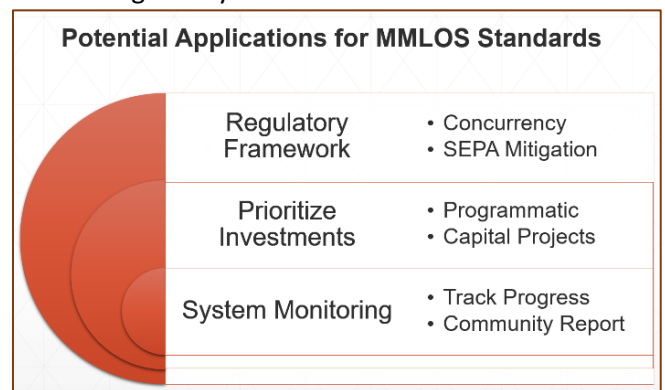 Potential Applications for MMLOS Standards
Regulatory
Framework
• Concurrency
• SEPA Mitigation
Prioritize
Investments
• Programmatic
• Capital Projects
System Monitoring
• Track Progress
• Community Report